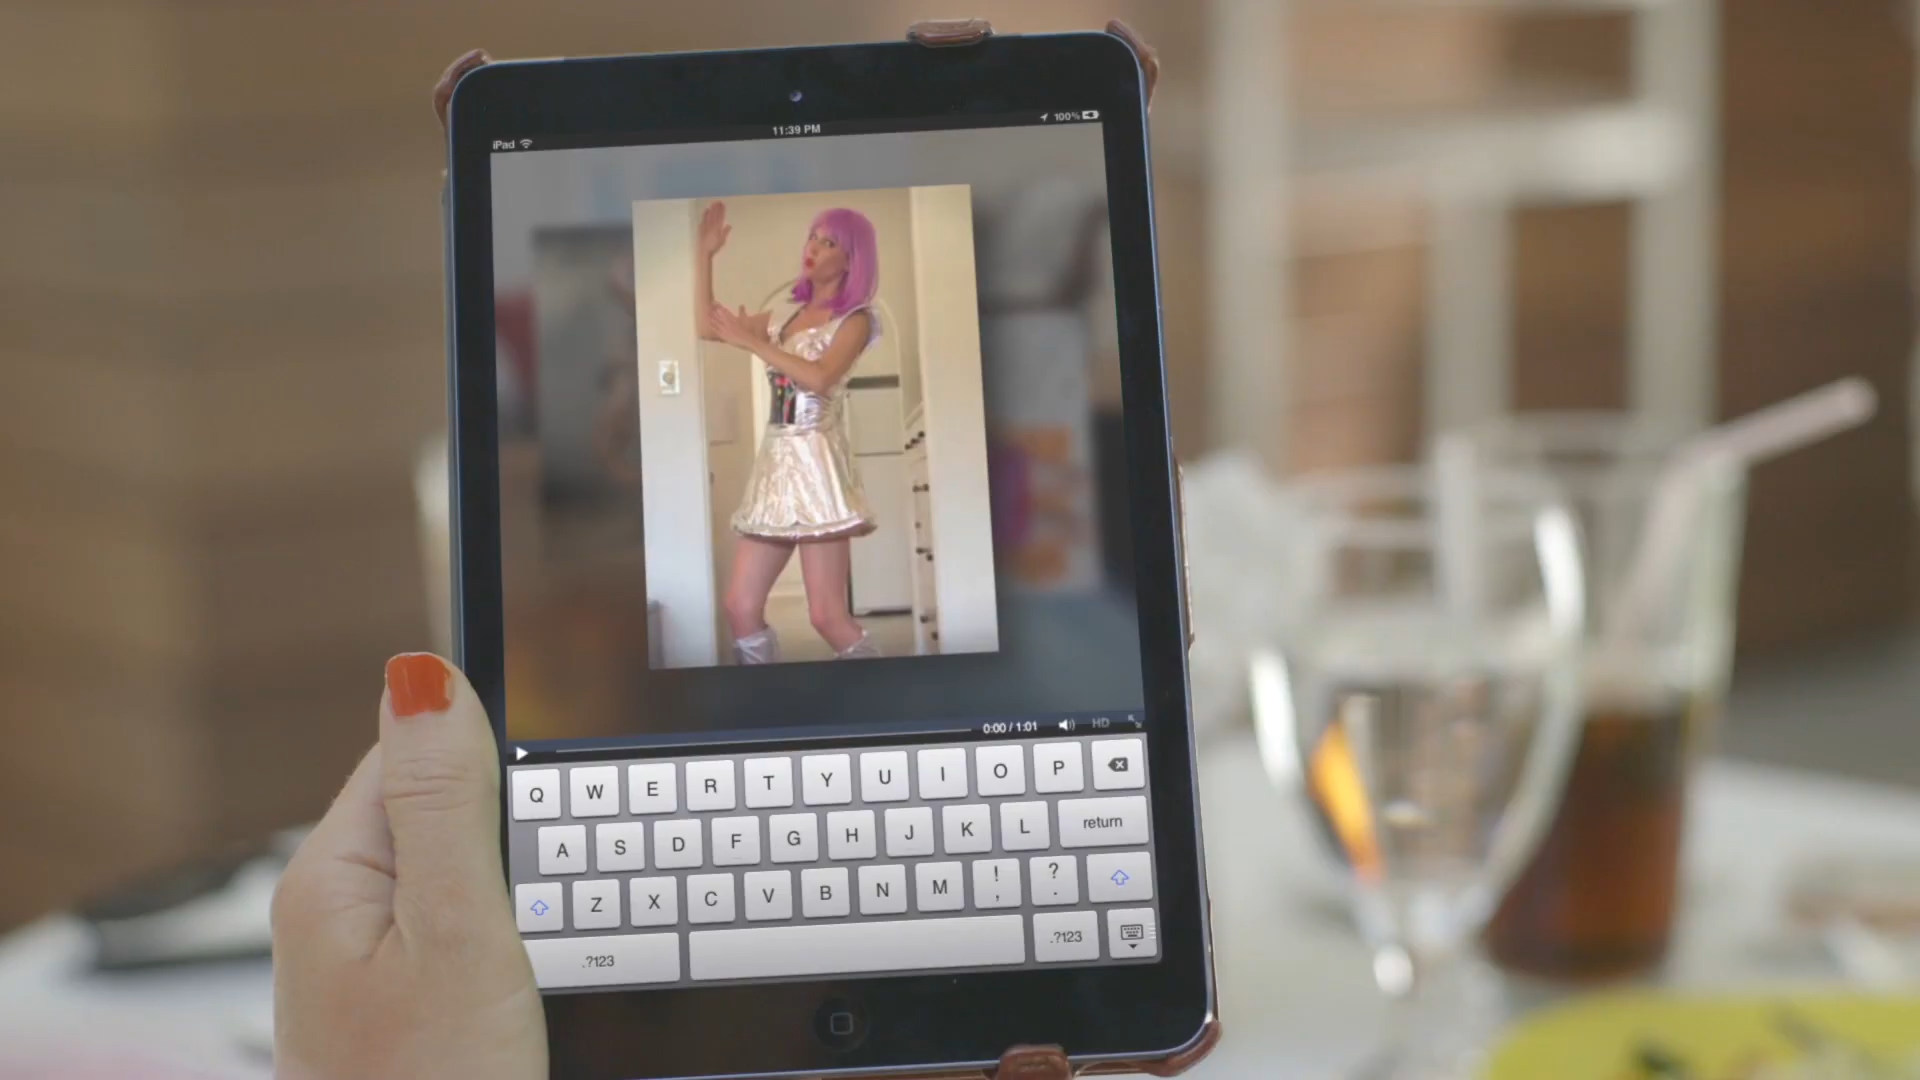 iPad 11:39 PM 100%
0:00 / 1:01 HD
Q W E R T Y U I O P
A S D F G H J K L return
Z X C V B N M ! , ? .
.?123 .?123